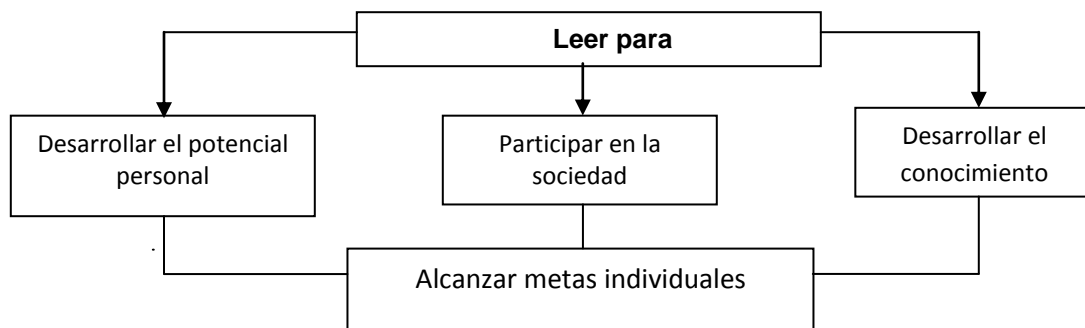 Leer para
Desarrollar el potencial
personal
Participar en la
sociedad
Desarrollar el
conocimiento
Alcanzar metas individuales